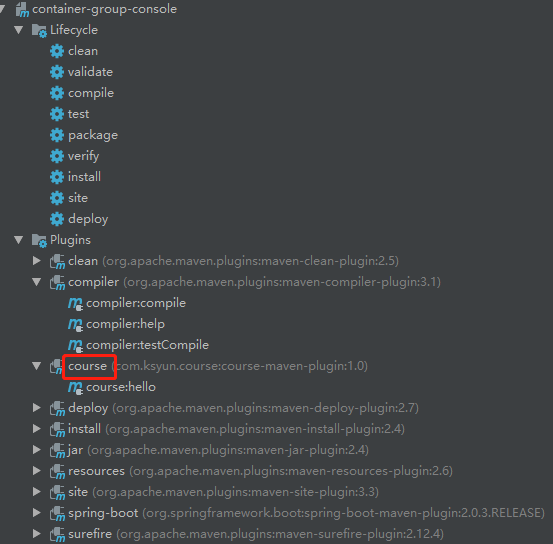 container-group-console
Lifecycle
clean
validate
compile
test
package
verify
install
site
deploy
Plugins
clean (org.apache.maven.plugins:maven-clean-plugin:2.5)
compiler (org.apache.maven.plugins:maven-compiler-plugin:3.1)
compiler:compile
compiler:help
compiler:testCompile
course (com.ksyun.course:course-maven-plugin:1.0)
course:hello
deploy (org.apache.maven.plugins:maven-deploy-plugin:2.7)
install (org.apache.maven.plugins:maven-install-plugin:2.4)
jar (org.apache.maven.plugins:maven-jar-plugin:2.4)
resources (org.apache.maven.plugins:maven-resources-plugin:2.6)
site (org.apache.maven.plugins:maven-site-plugin:3.3)
spring-boot (org.springframework.boot:spring-boot-maven-plugin:2.0.3.RELEASE)
surefire (org.apache.maven.plugins:maven-surefire-plugin:2.12.4)